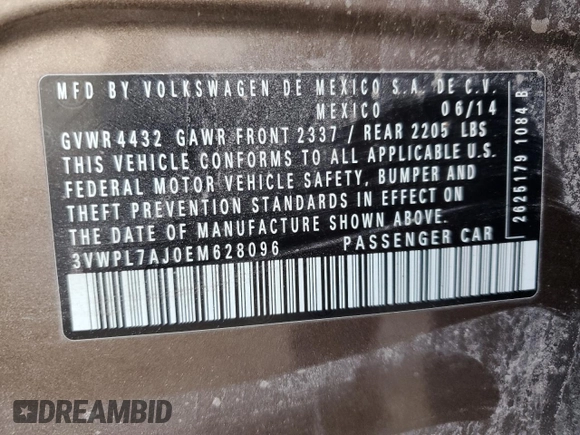 MFD BY VOLKSWAGEN DE MEXICO S.A. DE C.V.
MEXICO 06/14
GVWR 4432 GAWR FRONT 2337 / REAR 2205 LBS
THIS VEHICLE CONFORMS TO ALL APPLICABLE U.S.
FEDERAL MOTOR VEHICLE SAFETY, BUMPER AND
THEFT PREVENTION STANDARDS IN EFFECT ON
THE DATE OF MANUFACTURE SHOWN ABOVE.
3VWPL7AJ0EM628096 PASSENGER CAR
2625179 1084 B
DREAMBID